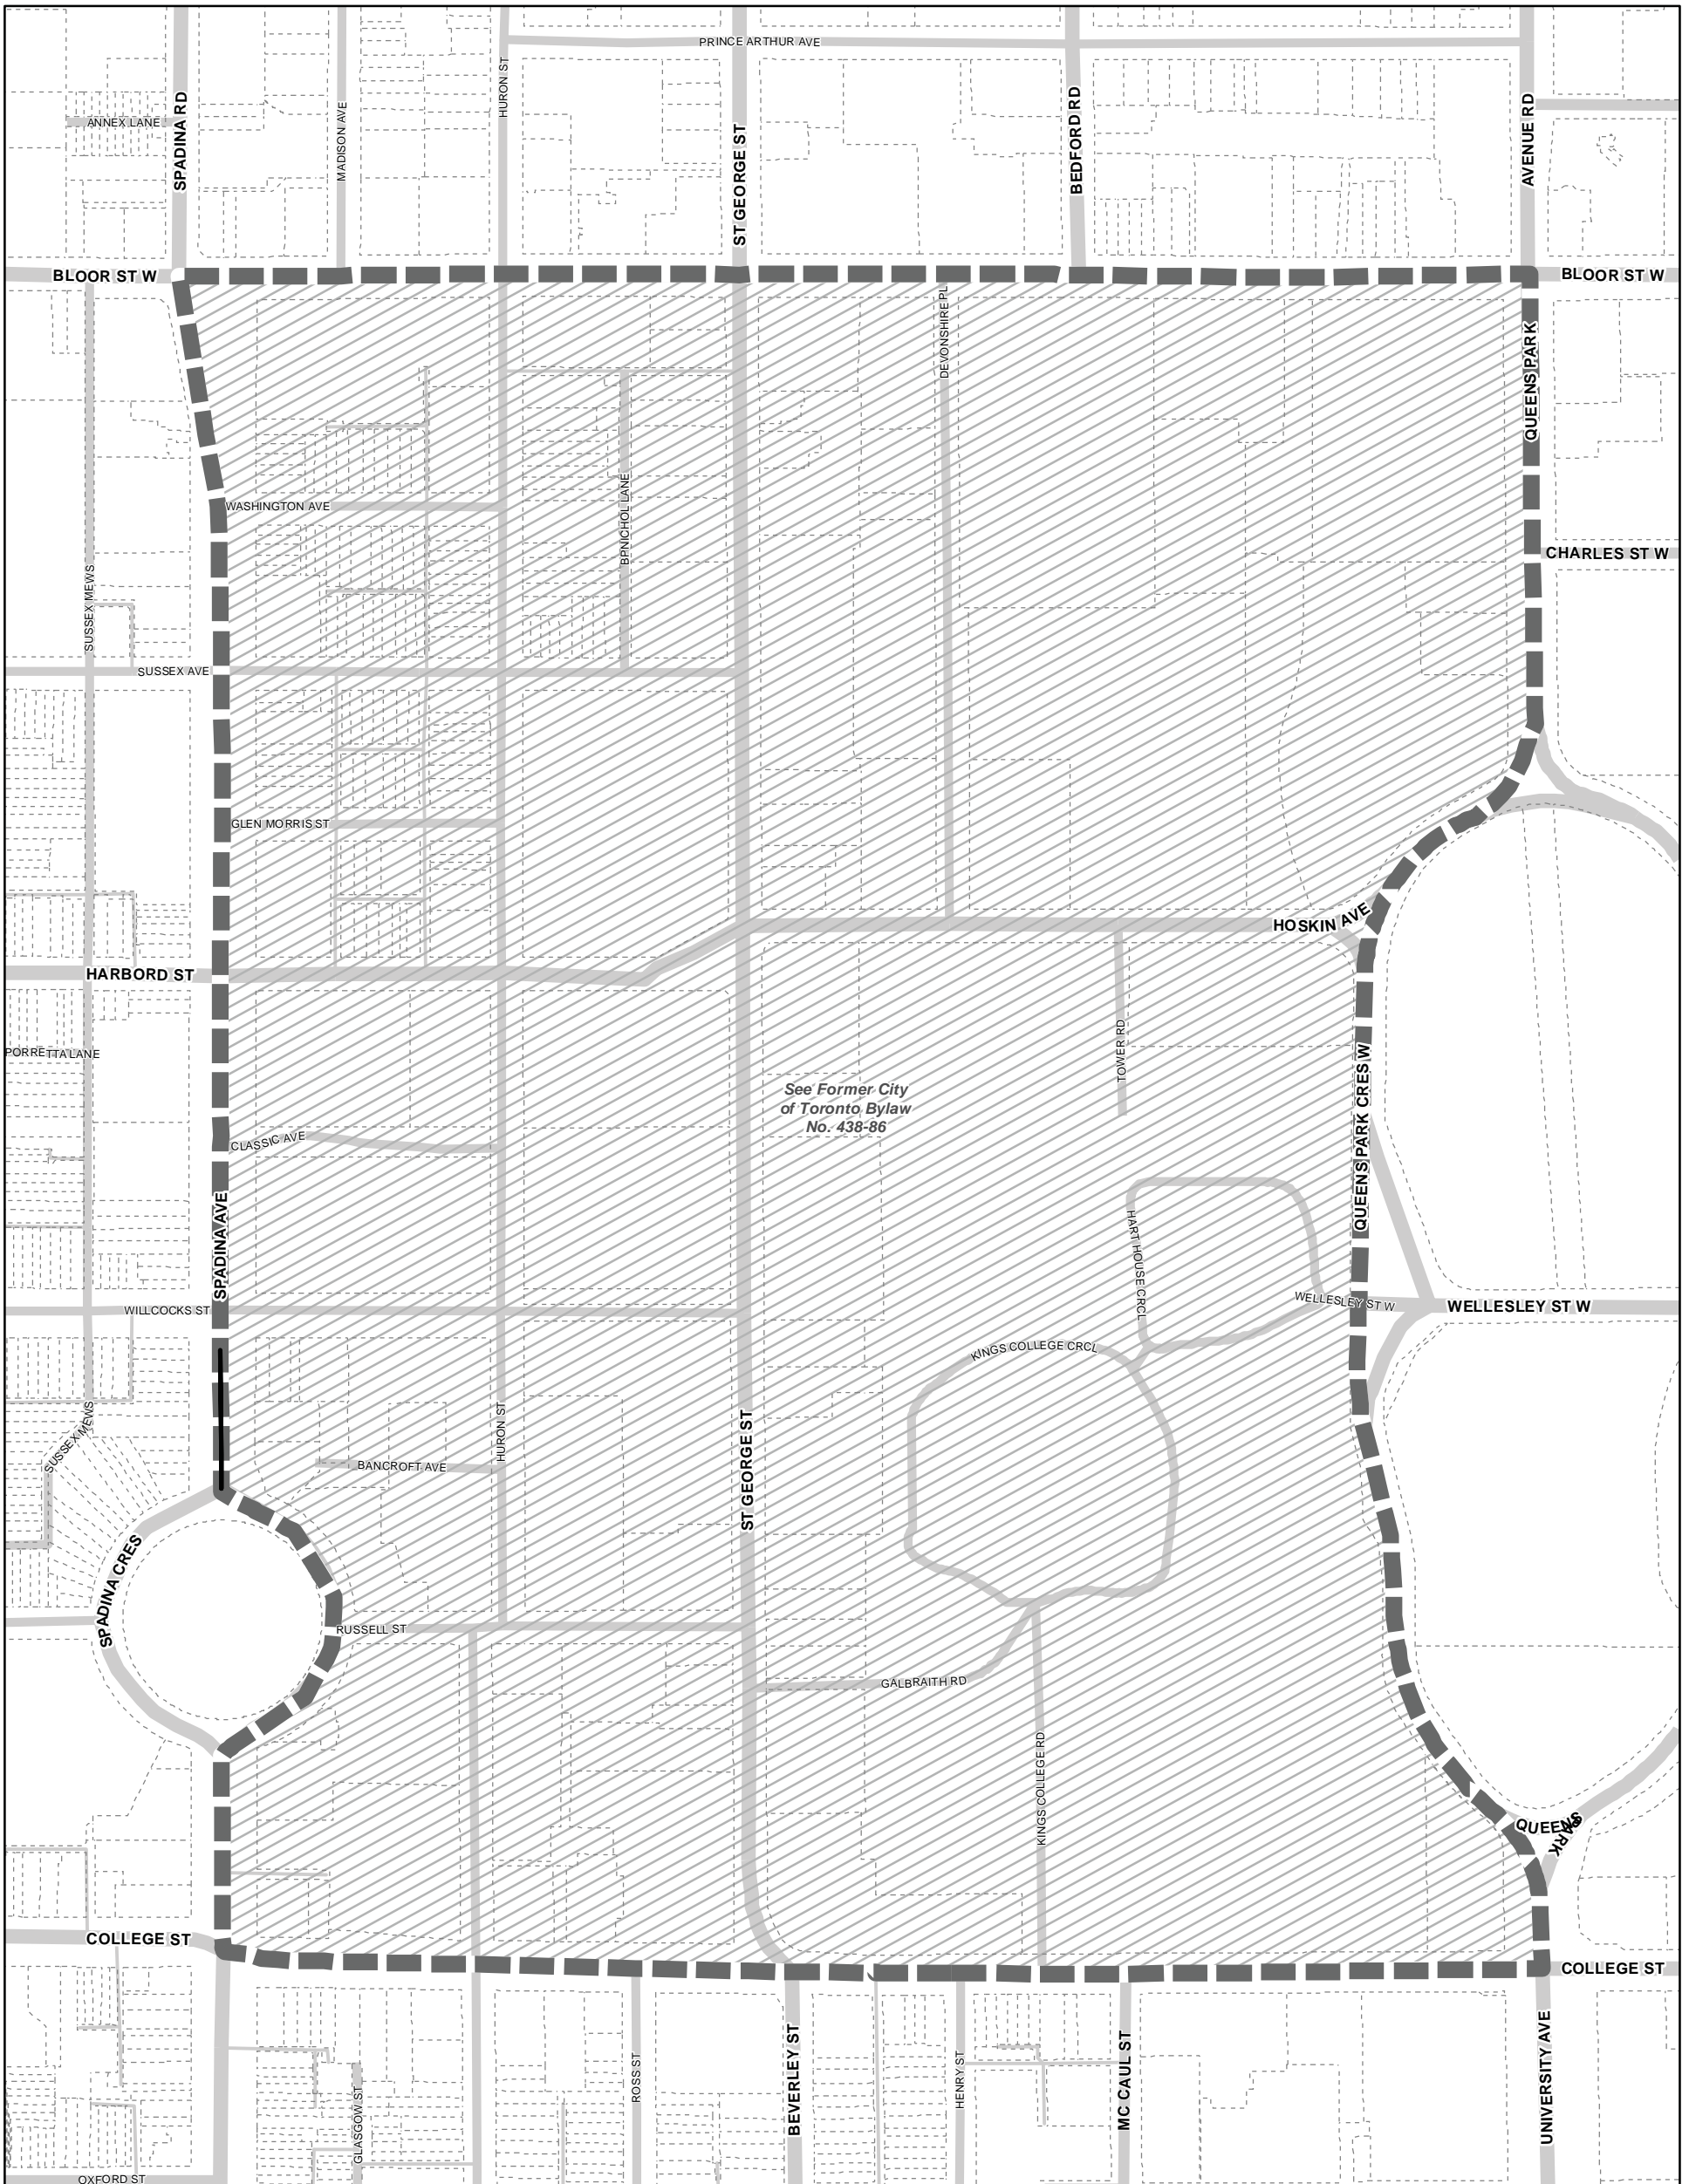 PRINCE ARTHUR AVE
ANNEX LANE
SPADINA RD
MADISON AVE
HURON ST
ST GEORGE ST
BEDFORD RD
AVENUE RD
BLOOR ST W
BLOOR ST W
DEVONSHIRE PL
QUEENS PARK
WASHINGTON AVE
BPNICHOL LANE
CHARLES ST W
SUSSEX MEWS
SUSSEX AVE
GLEN MORRIS ST
HOSKIN AVE
HARBORD ST
PORRETTA LANE
TOWER RD
QUEENS PARK CRES W
See Former City
of Toronto Bylaw
No. 438-86
CLASSIC AVE
SPADINA AVE
HART HOUSE CRCL
WILLCOCKS ST
WELLESLEY ST W
WELLESLEY ST W
KINGS COLLEGE CRCL
SUSSEX MEWS
HURON ST
BANCROFT AVE
ST GEORGE ST
SPADINA CRES
RUSSELL ST
GALBRAITH RD
KINGS COLLEGE RD
QUEENS
PARK
COLLEGE ST
COLLEGE ST
GLASGOW ST
ROSS ST
BEVERLEY ST
HENRY ST
MC CAUL ST
UNIVERSITY AVE
OXFORD ST